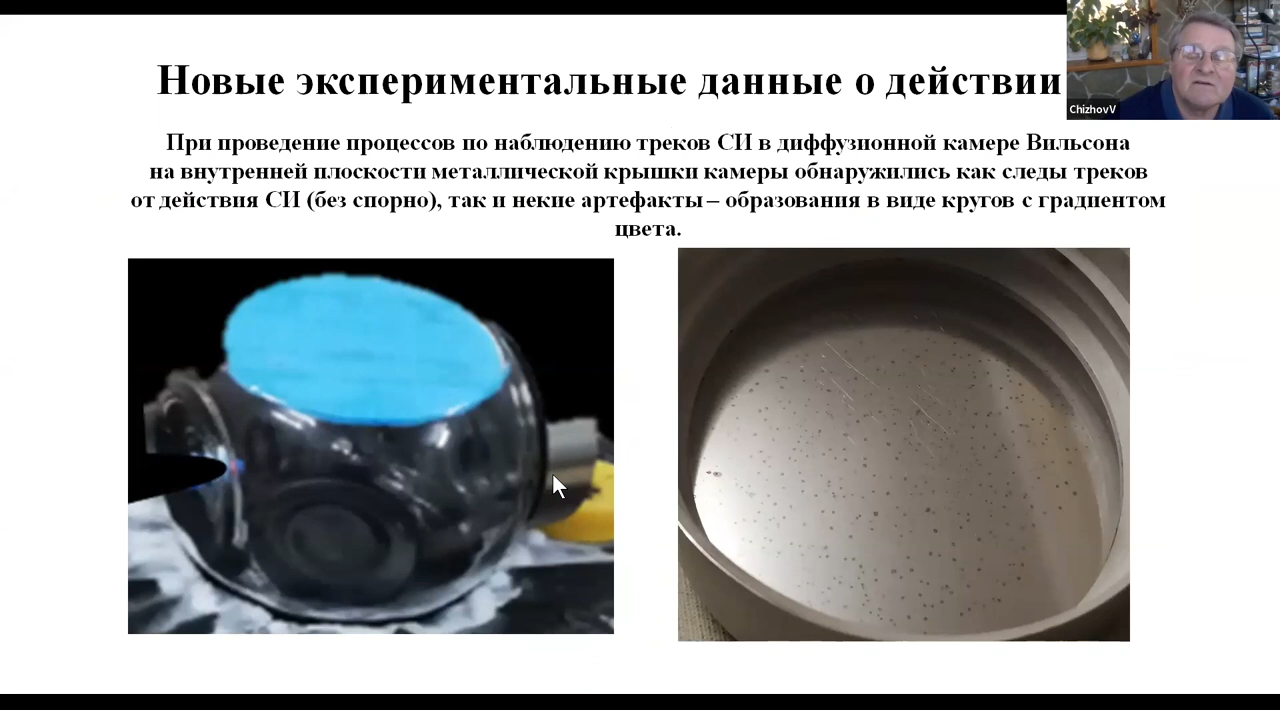 Новые экспериментальные данные о действии
ChizhovV
При проведение процессов по наблюдению треков СИ в диффузионной камере Вильсона
на внутренней плоскости металлической крышки камеры обнаружились как следы треков
от действия СИ (без спорно), так и некие артефакты – образования в виде кругов с градиентом
цвета.